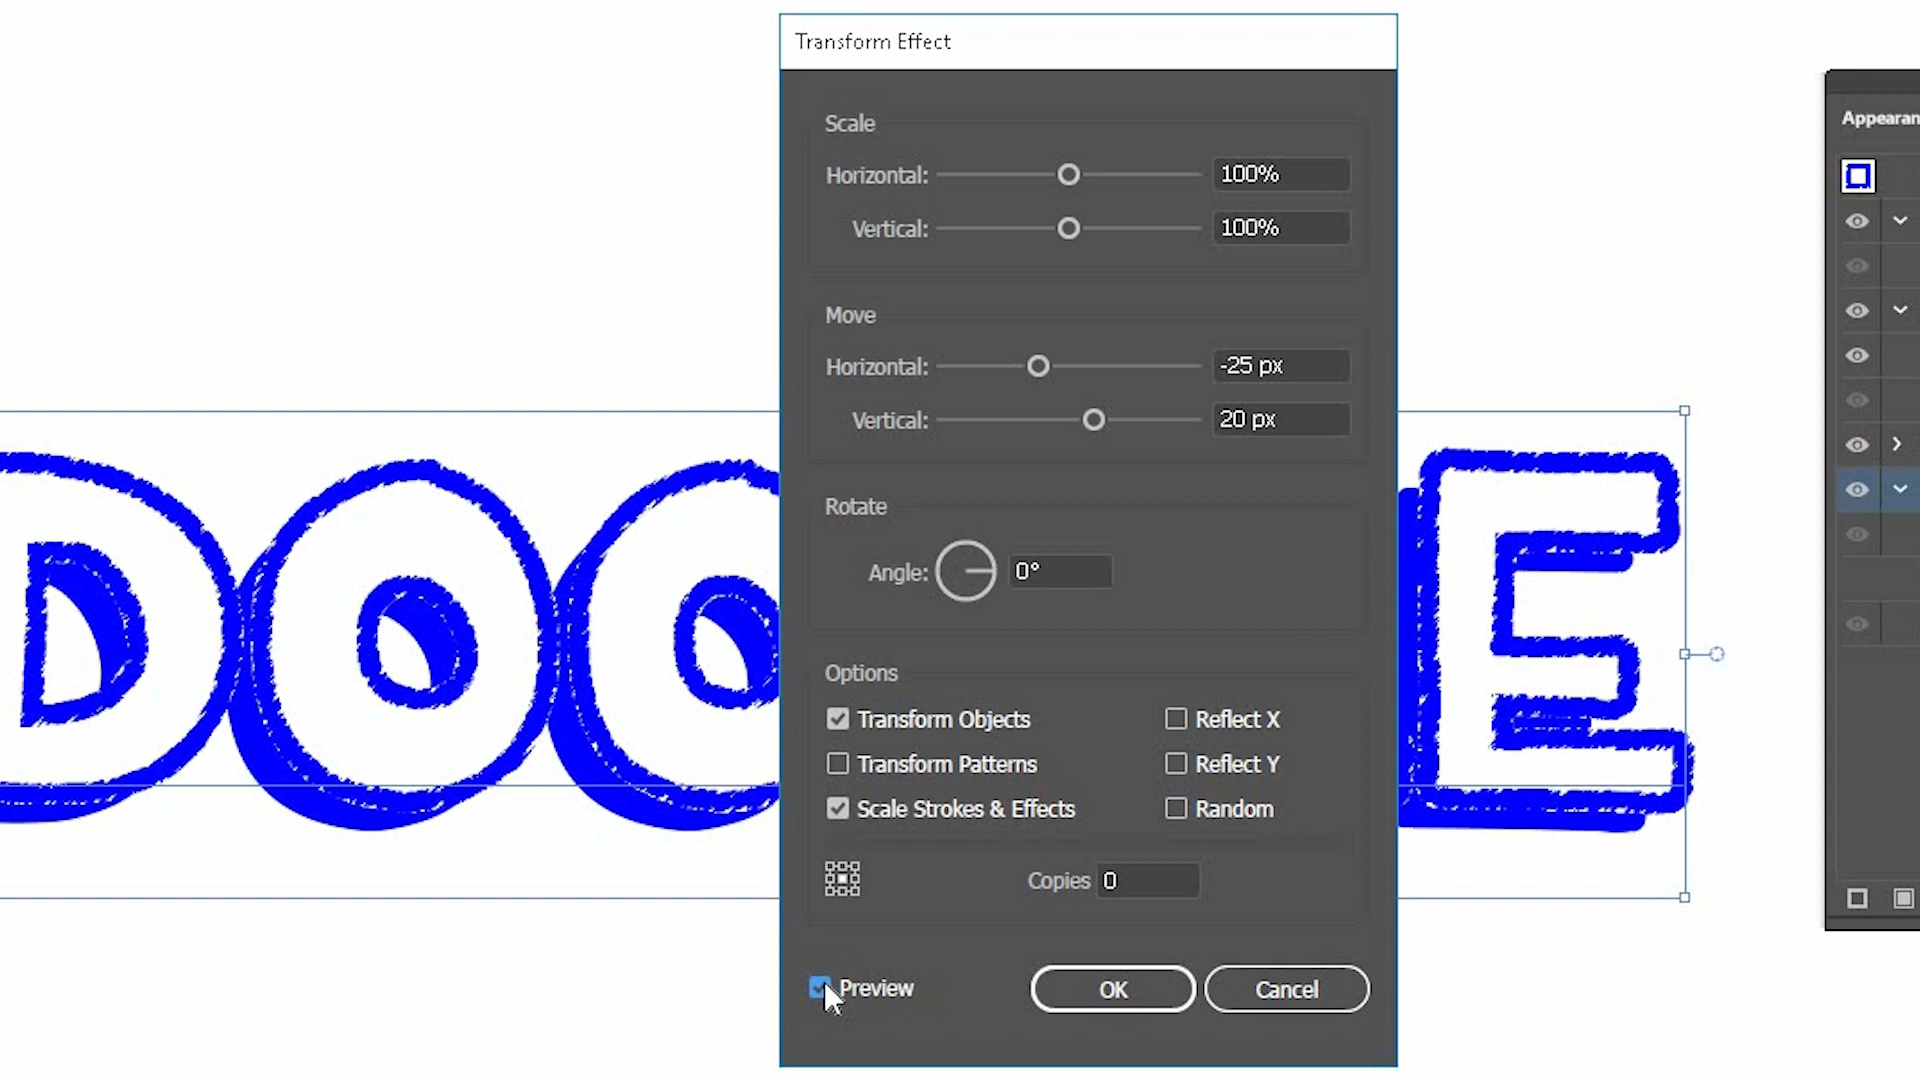 Transform Effect
Scale
Horizontal: 100%
Vertical: 100%
Move
Horizontal: -25 px
Vertical: 20 px
Rotate
Angle: 0°
Options
Transform Objects Reflect X
Transform Patterns Reflect Y
Scale Strokes & Effects Random
Copies 0
Preview OK Cancel
Appearan
DOO E